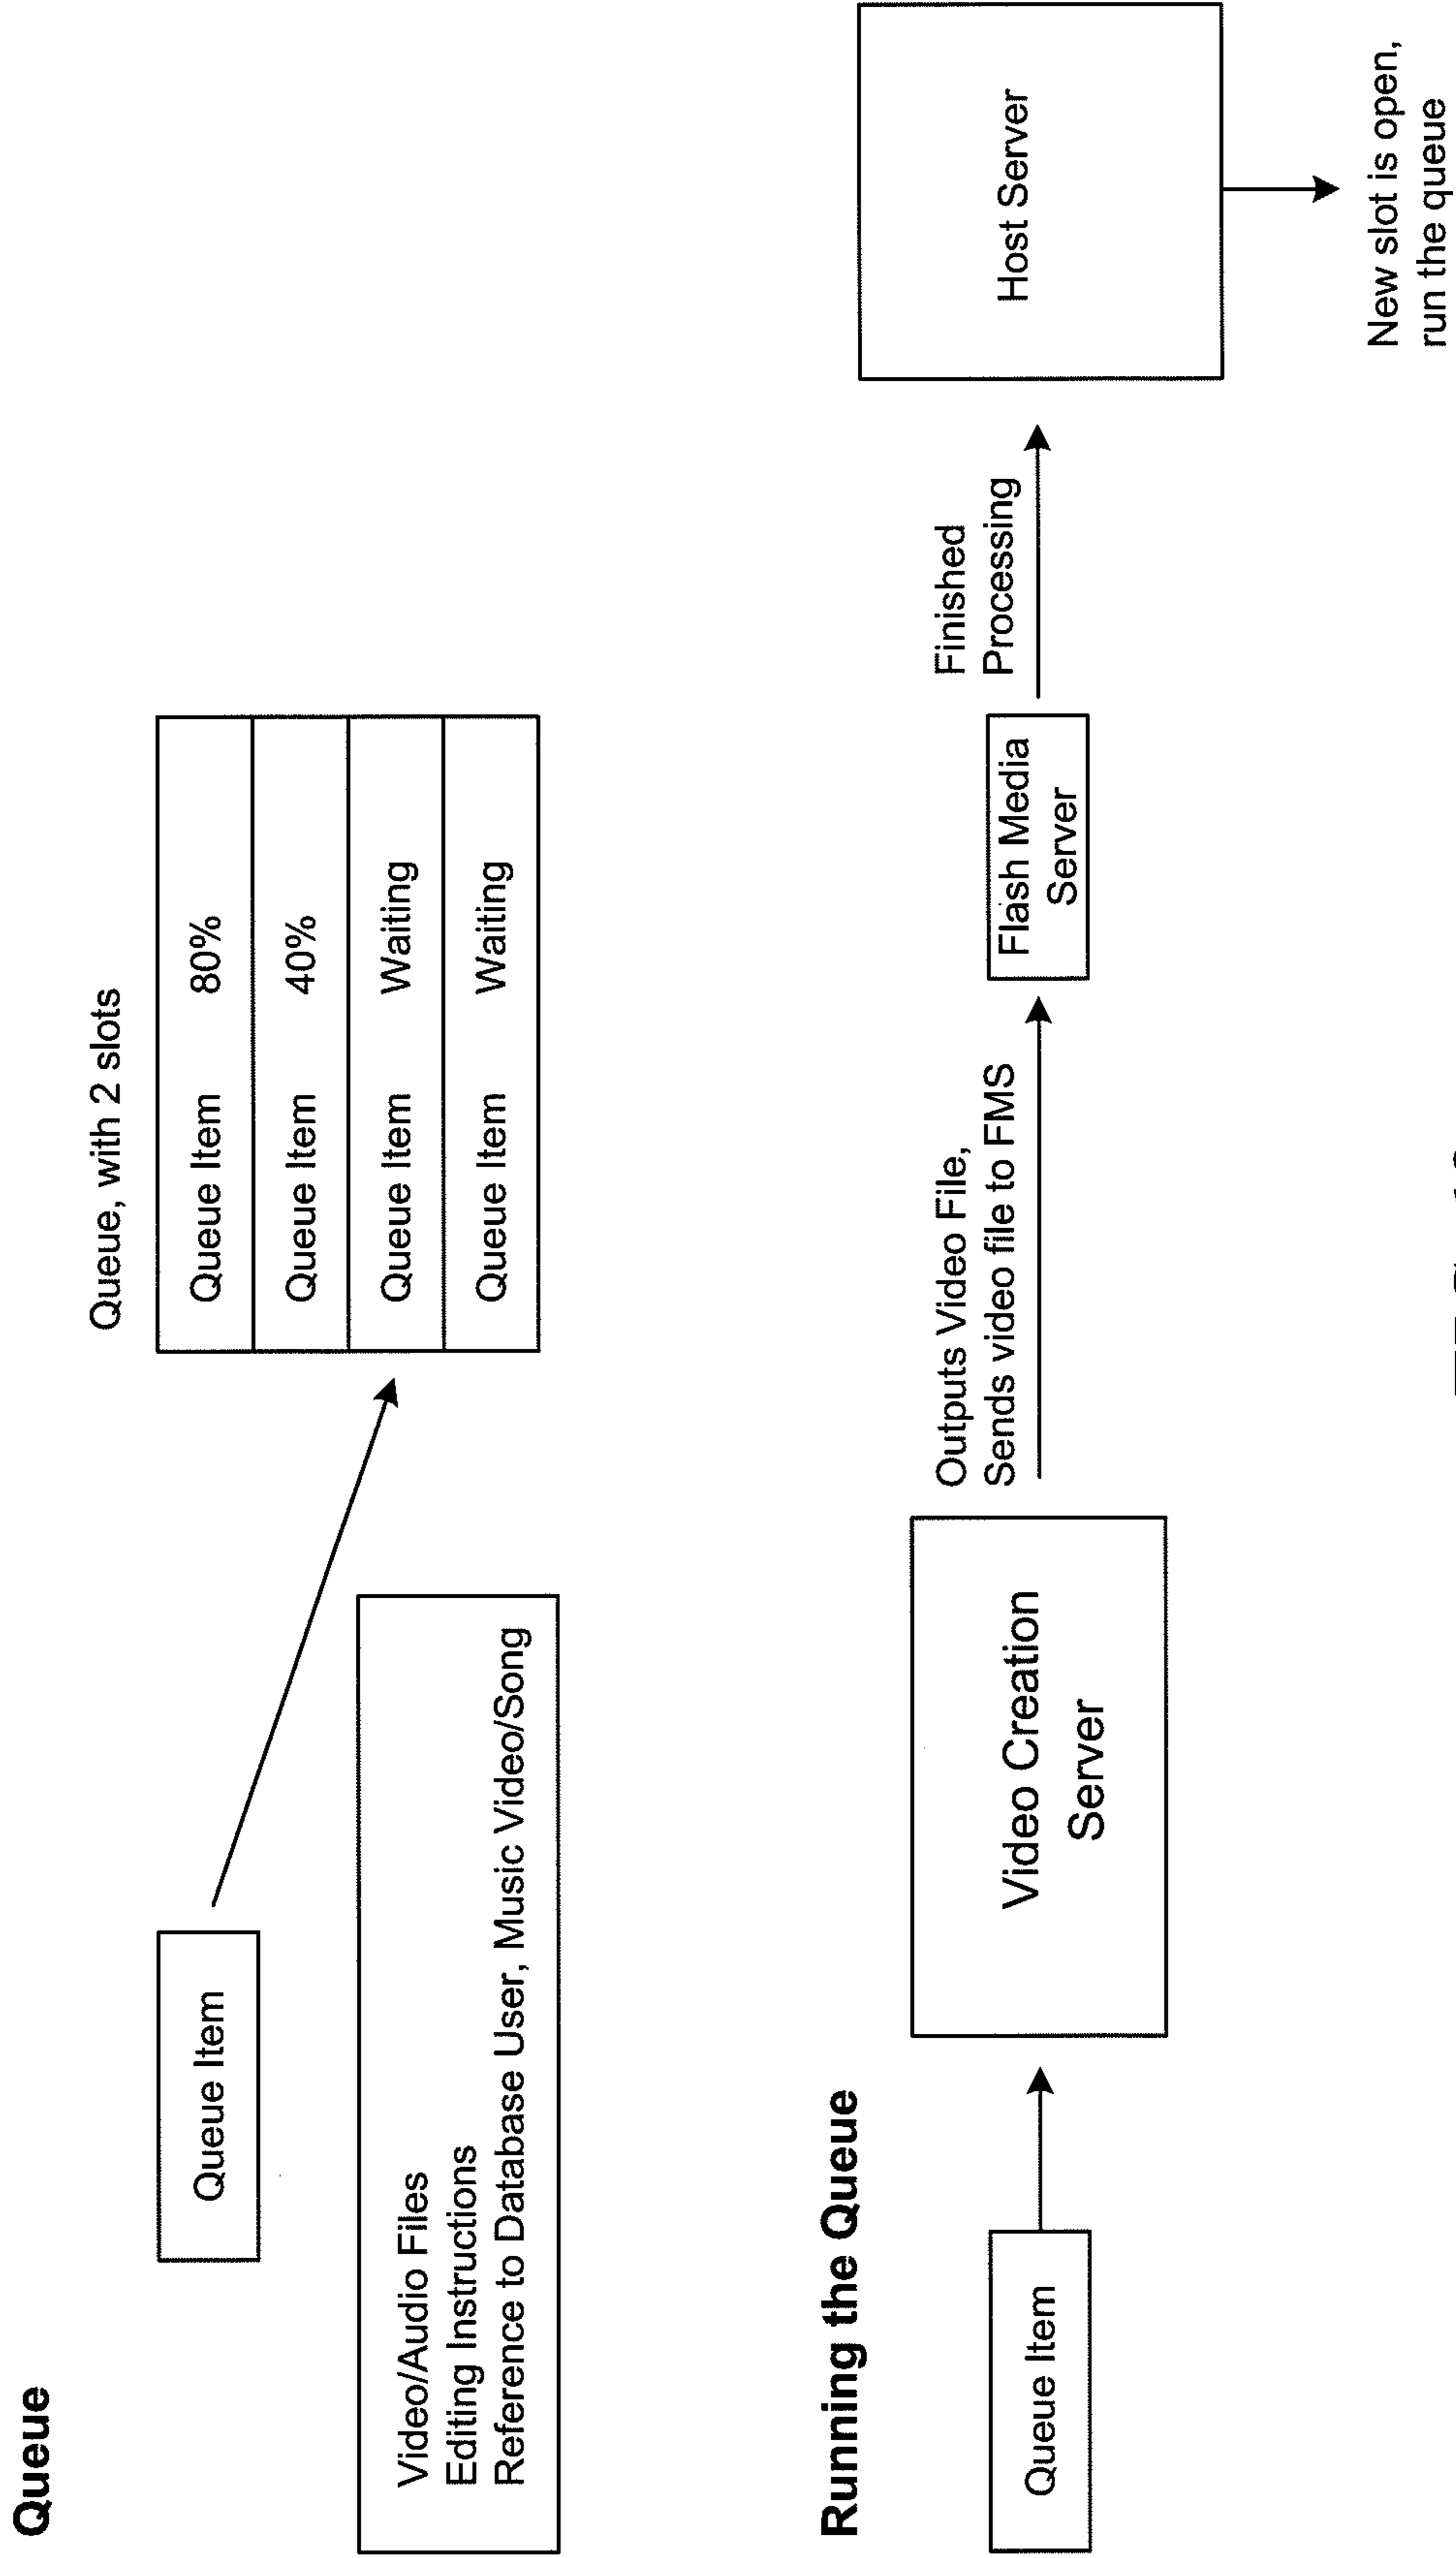 Queue
Queue Item
Video/Audio Files
Editing Instructions
Reference to Database User, Music Video/Song
Queue, with 2 slots
Queue Item 80%
Queue Item 40%
Queue Item Waiting
Queue Item Waiting
Running the Queue
Queue Item
Video Creation
Server
Outputs Video File,
Sends video file to FMS
Flash Media
Server
Finished
Processing
Host Server
New slot is open,
run the queue